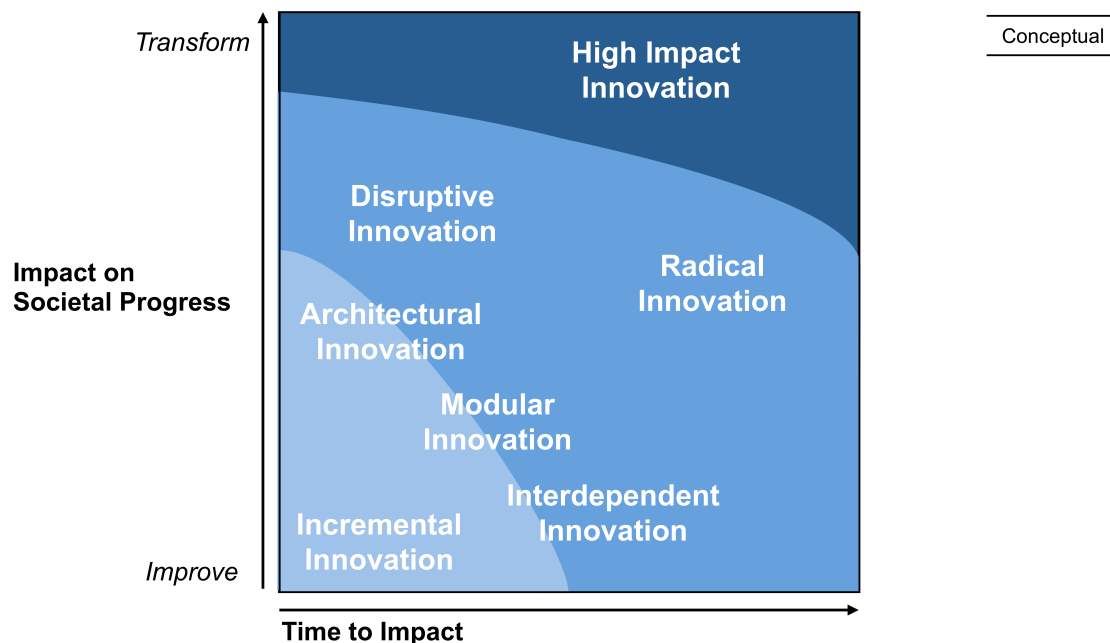 Transform
Conceptual
High Impact
Innovation
Disruptive
Innovation
Radical
Innovation
Impact on
Societal Progress
Architectural
Innovation
Modular
Innovation
Interdependent
Innovation
Incremental
Innovation
Improve
Time to Impact